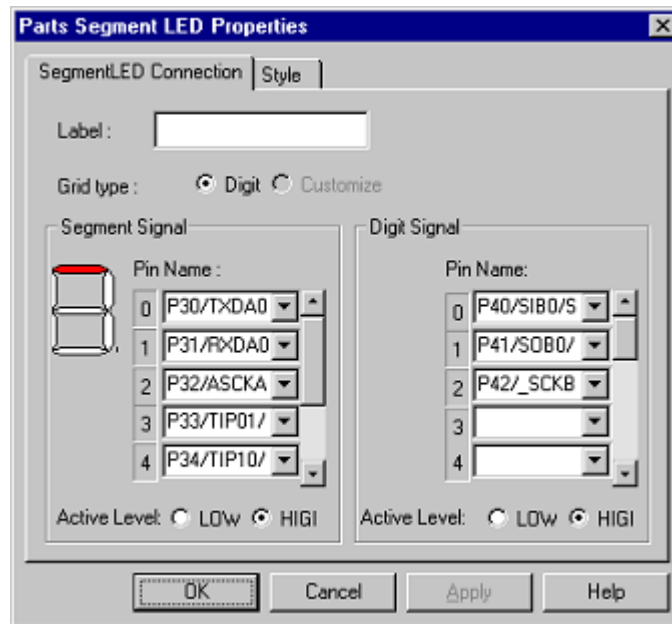 Parts Segment LED Properties
SegmentLED Connection Style
Label :
Grid type : Digit Customize
Segment Signal
Pin Name :
0 P30/TXDA0
1 P31/RXDA0
2 P32/ASCKA
3 P33/TIP01/
4 P34/TIP10/
Active Level: LOW HIGI
Digit Signal
Pin Name:
0 P40/SIB0/S
1 P41/SOB0/
2 P42/_SCKB
3
4
Active Level: LOW HIGI
OK Cancel Apply Help